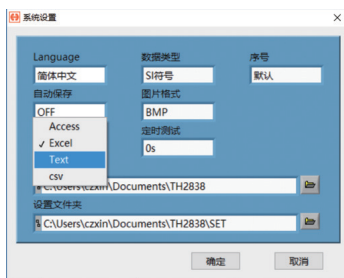 系统设置
Language 数据类型 序号
简体中文 SI符号 默认
自动保存 图片格式
OFF BMP
Access
定时测试
✓ Excel
0s
Text
csv
C:\Users\czxin\Documents\TH2838
设置文件夹
C:\Users\czxin\Documents\TH2838\SET
确定 取消